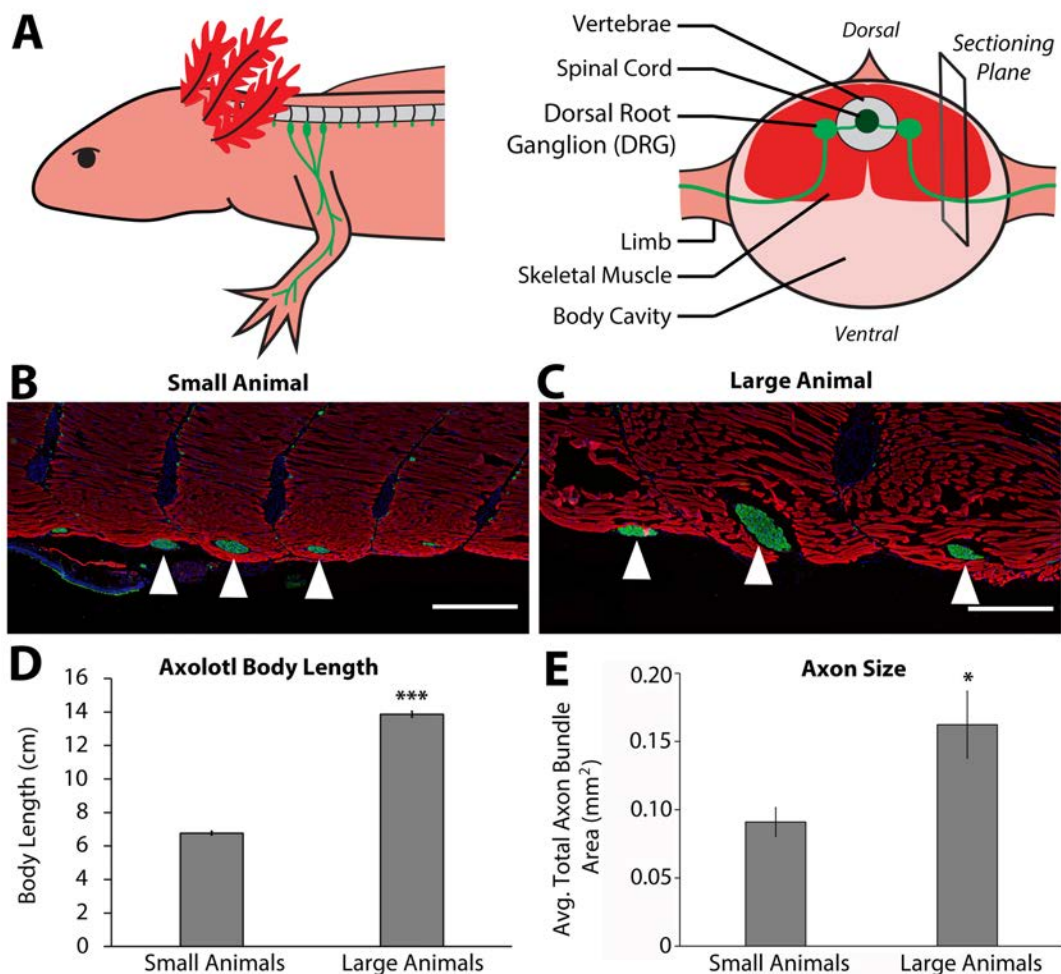 A
Vertebrae
Spinal Cord
Dorsal Root
Ganglion (DRG)
Limb
Skeletal Muscle
Body Cavity
Dorsal
Sectioning
Plane
Ventral
B
Small Animal
C
Large Animal
D
Axolotl Body Length
Body Length (cm)
16
14
12
10
8
6
4
2
0
***
Small Animals
Large Animals
E
Axon Size
Avg. Total Axon Bundle
Area (mm²)
0.20
0.15
0.10
0.05
0
*
Small Animals
Large Animals